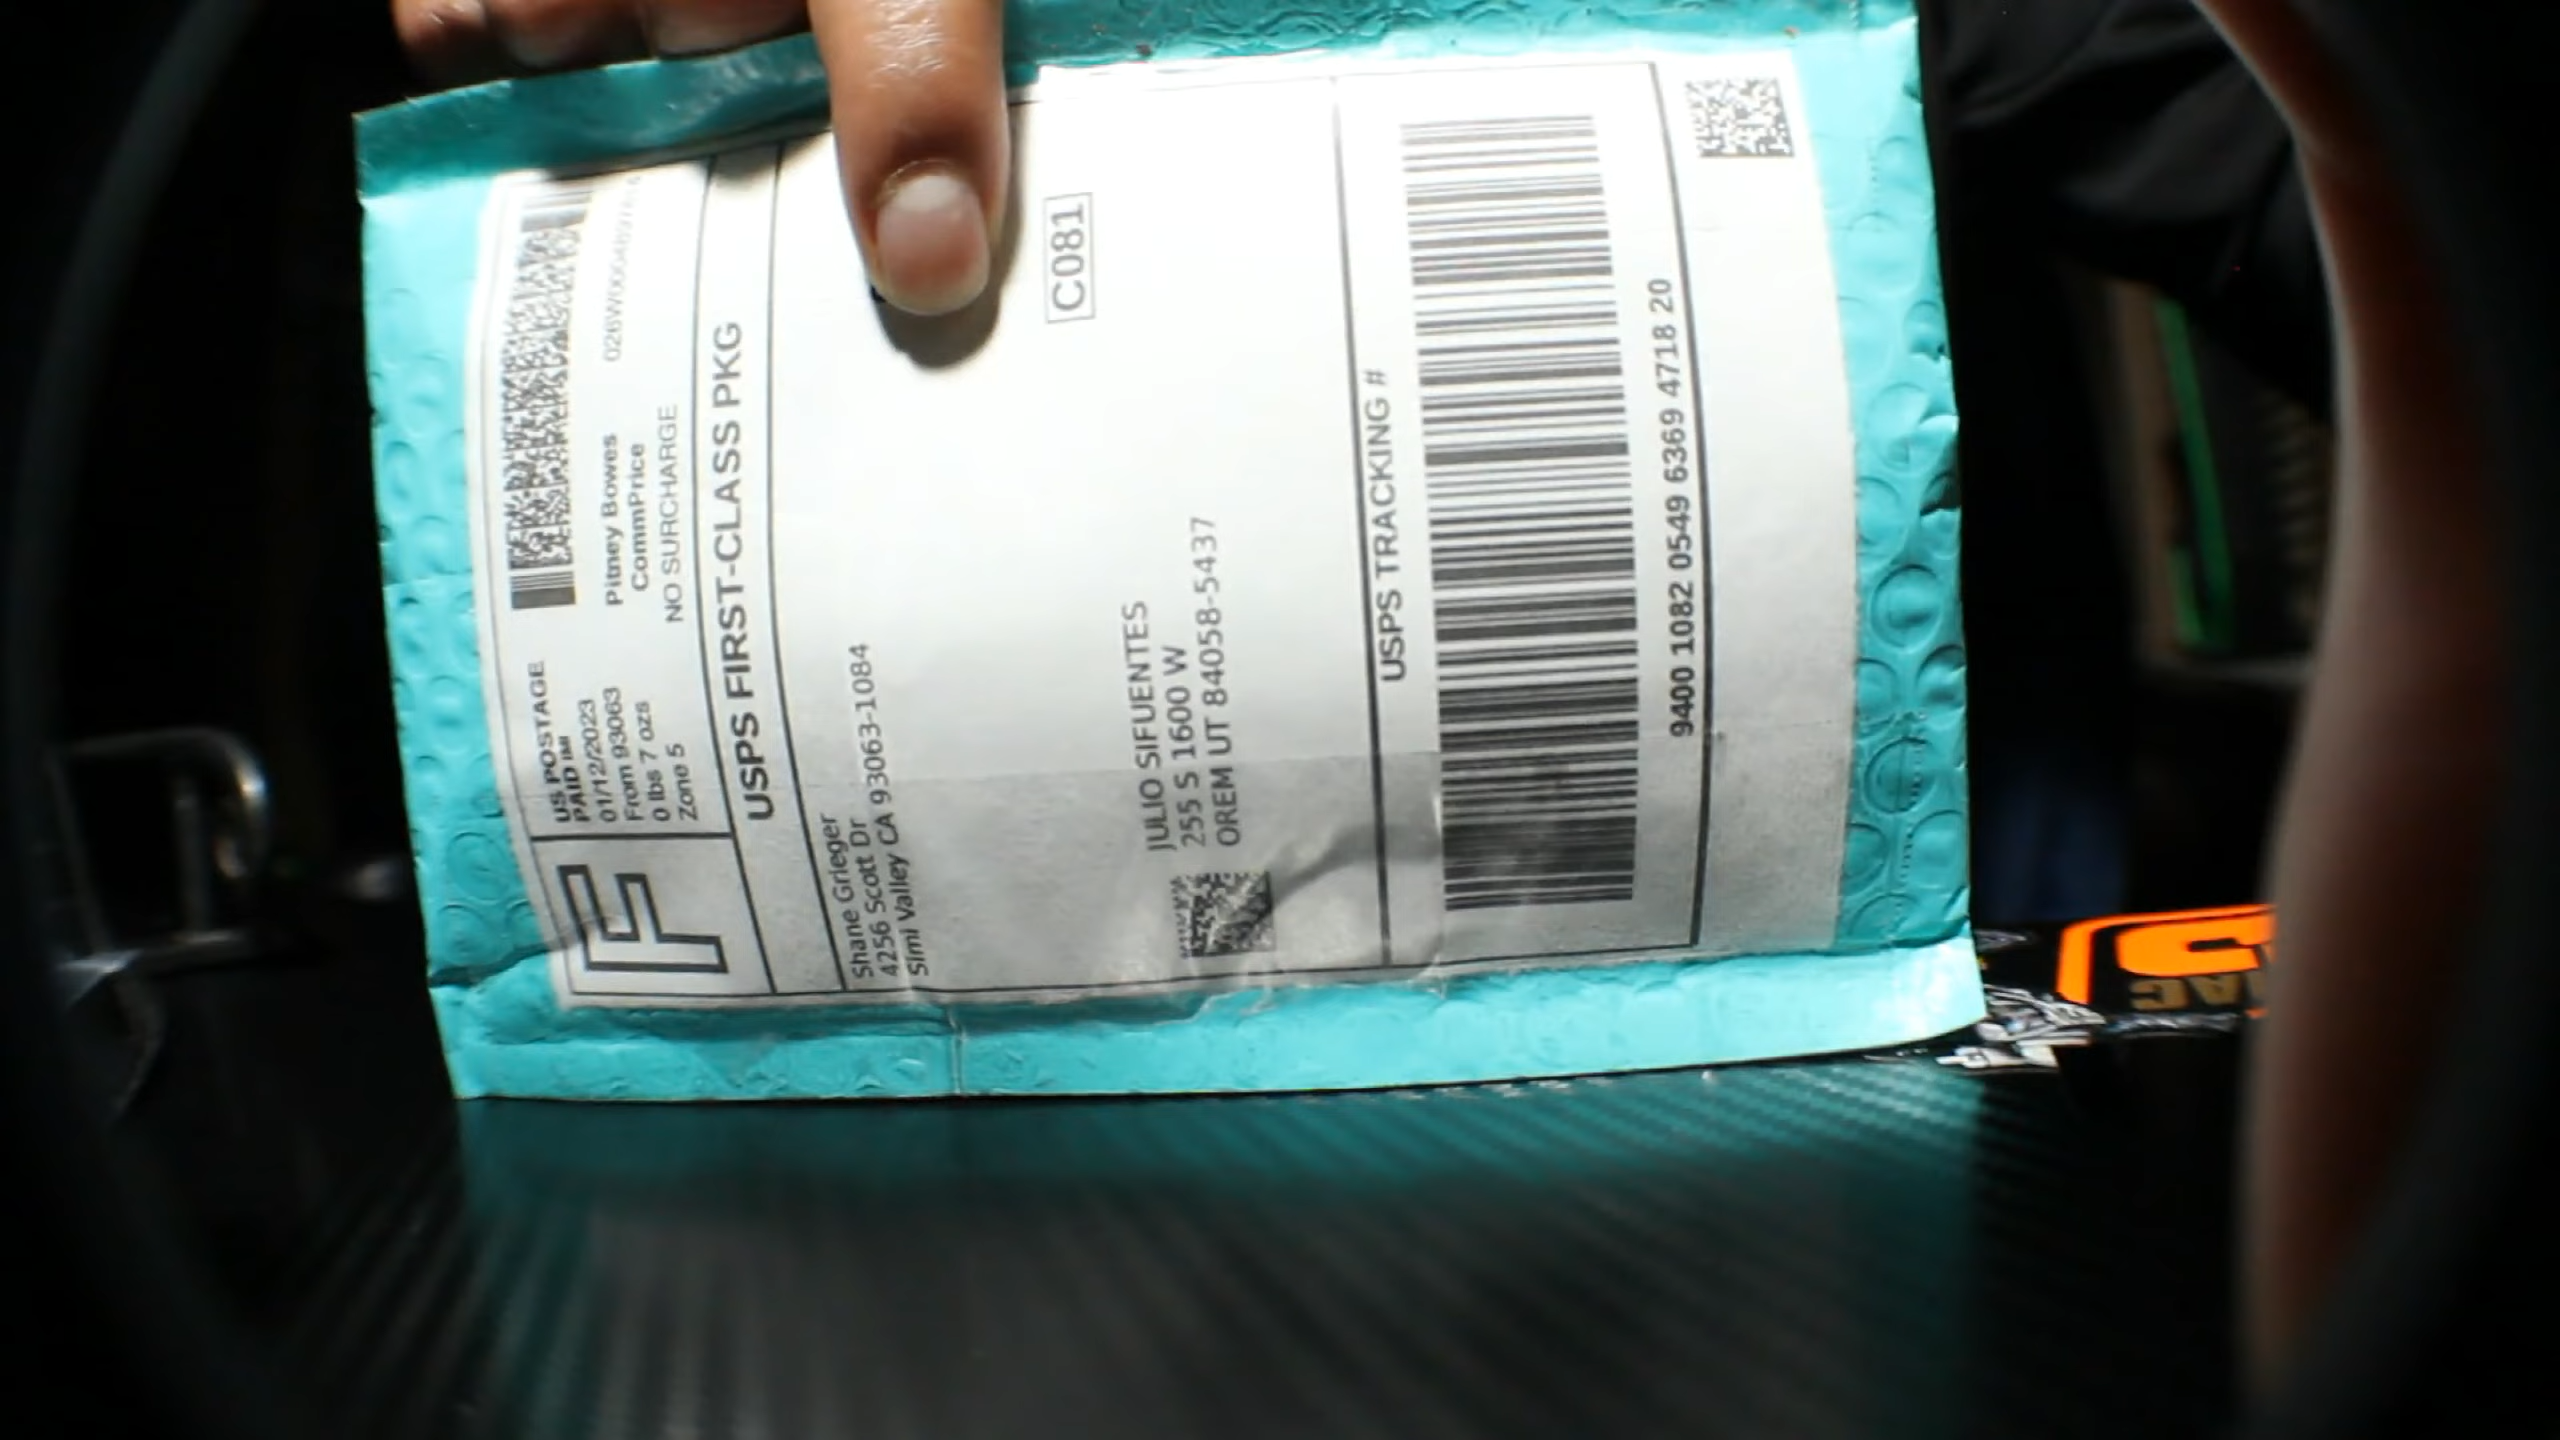 F
US POSTAGE
PAID IMI
01/12/2023
From 93063
0 lbs 7 ozs
Zone 5
Pitney Bowes
CommPrice
NO SURCHARGE
USPS FIRST-CLASS PKG
Shane Grieger
4256 Scott Dr
Simi Valley CA 93063-1084
C081
JULIO SIFUENTES
255 S 1600 W
OREM UT 84058-5437
USPS TRACKING #
9400 1082 0549 6369 4718 20